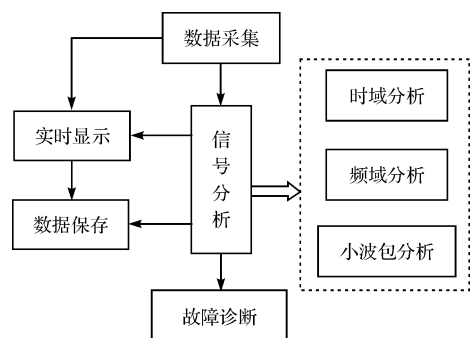 数据采集
实时显示
信号分析
时域分析
频域分析
数据保存
小波包分析
故障诊断